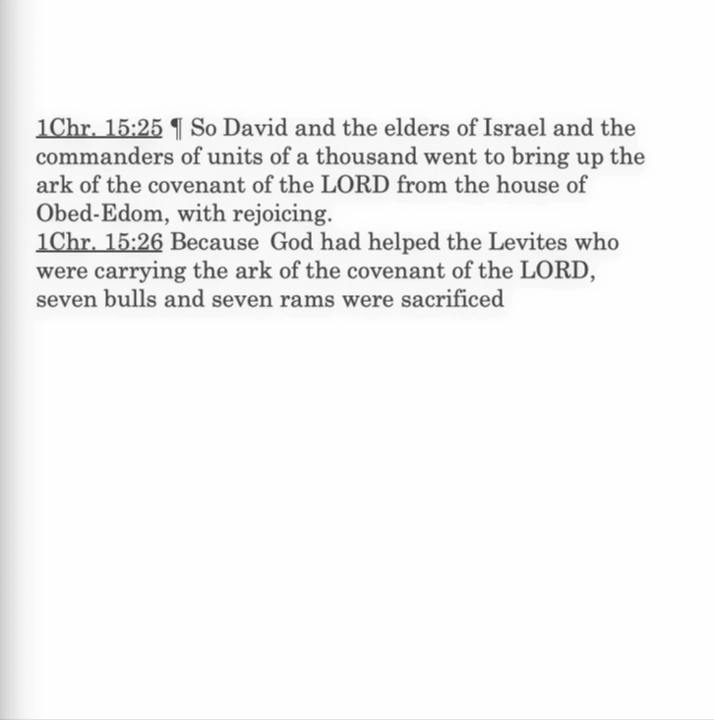 1Chr. 15:25 ¶ So David and the elders of Israel and the
commanders of units of a thousand went to bring up the
ark of the covenant of the LORD from the house of
Obed-Edom, with rejoicing.
1Chr. 15:26 Because God had helped the Levites who
were carrying the ark of the covenant of the LORD,
seven bulls and seven rams were sacrificed